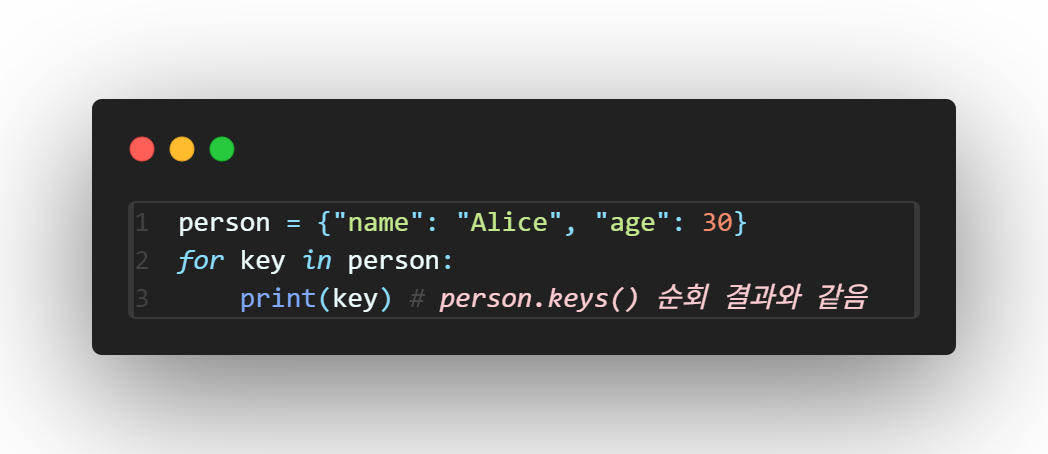 1 person = {"name": "Alice", "age": 30}
2 for key in person:
3     print(key) # person.keys() 순회 결과와 같음